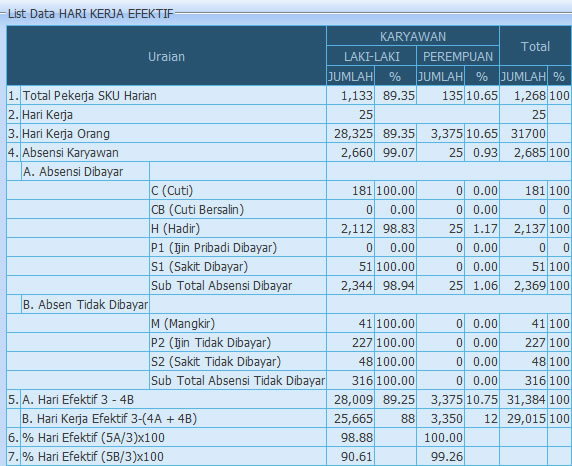 List Data HARI KERJA EFEKTIF
Uraian KARYAWAN Total
LAKI-LAKI PEREMPUAN
JUMLAH % JUMLAH % JUMLAH %
1. Total Pekerja SKU Harian 1,133 89.35 135 10.65 1,268 100
2. Hari Kerja 25 25
3. Hari Kerja Orang 28,325 89.35 3,375 10.65 31700
4. Absensi Karyawan 2,660 99.07 25 0.93 2,685 100
A. Absensi Dibayar
C (Cuti) 181 100.00 0 0.00 181 100
CB (Cuti Bersalin) 0 0.00 0 0.00 0 100
H (Hadir) 2,112 98.83 25 1.17 2,137 100
P1 (Ijin Pribadi Dibayar) 0 0.00 0 0.00 0 100
S1 (Sakit Dibayar) 51 100.00 0 0.00 51 100
Sub Total Absensi Dibayar 2,344 98.94 25 1.06 2,369 100
B. Absen Tidak Dibayar
M (Mangkir) 41 100.00 0 0.00 41 100
P2 (Ijin Tidak Dibayar) 227 100.00 0 0.00 227 100
S2 (Sakit Tidak Dibayar) 48 100.00 0 0.00 48 100
Sub Total Absensi Tidak Dibayar 316 100.00 0 0.00 316 100
5. A. Hari Efektif 3 - 4B 28,009 89.25 3,375 10.75 31,384 100
B. Hari Kerja Efektif 3-(4A + 4B) 25,665 88 3,350 12 29,015 100
6. % Hari Efektif (5A/3)x100 98.88 100.00
7. % Hari Efektif (5B/3)x100 90.61 99.26